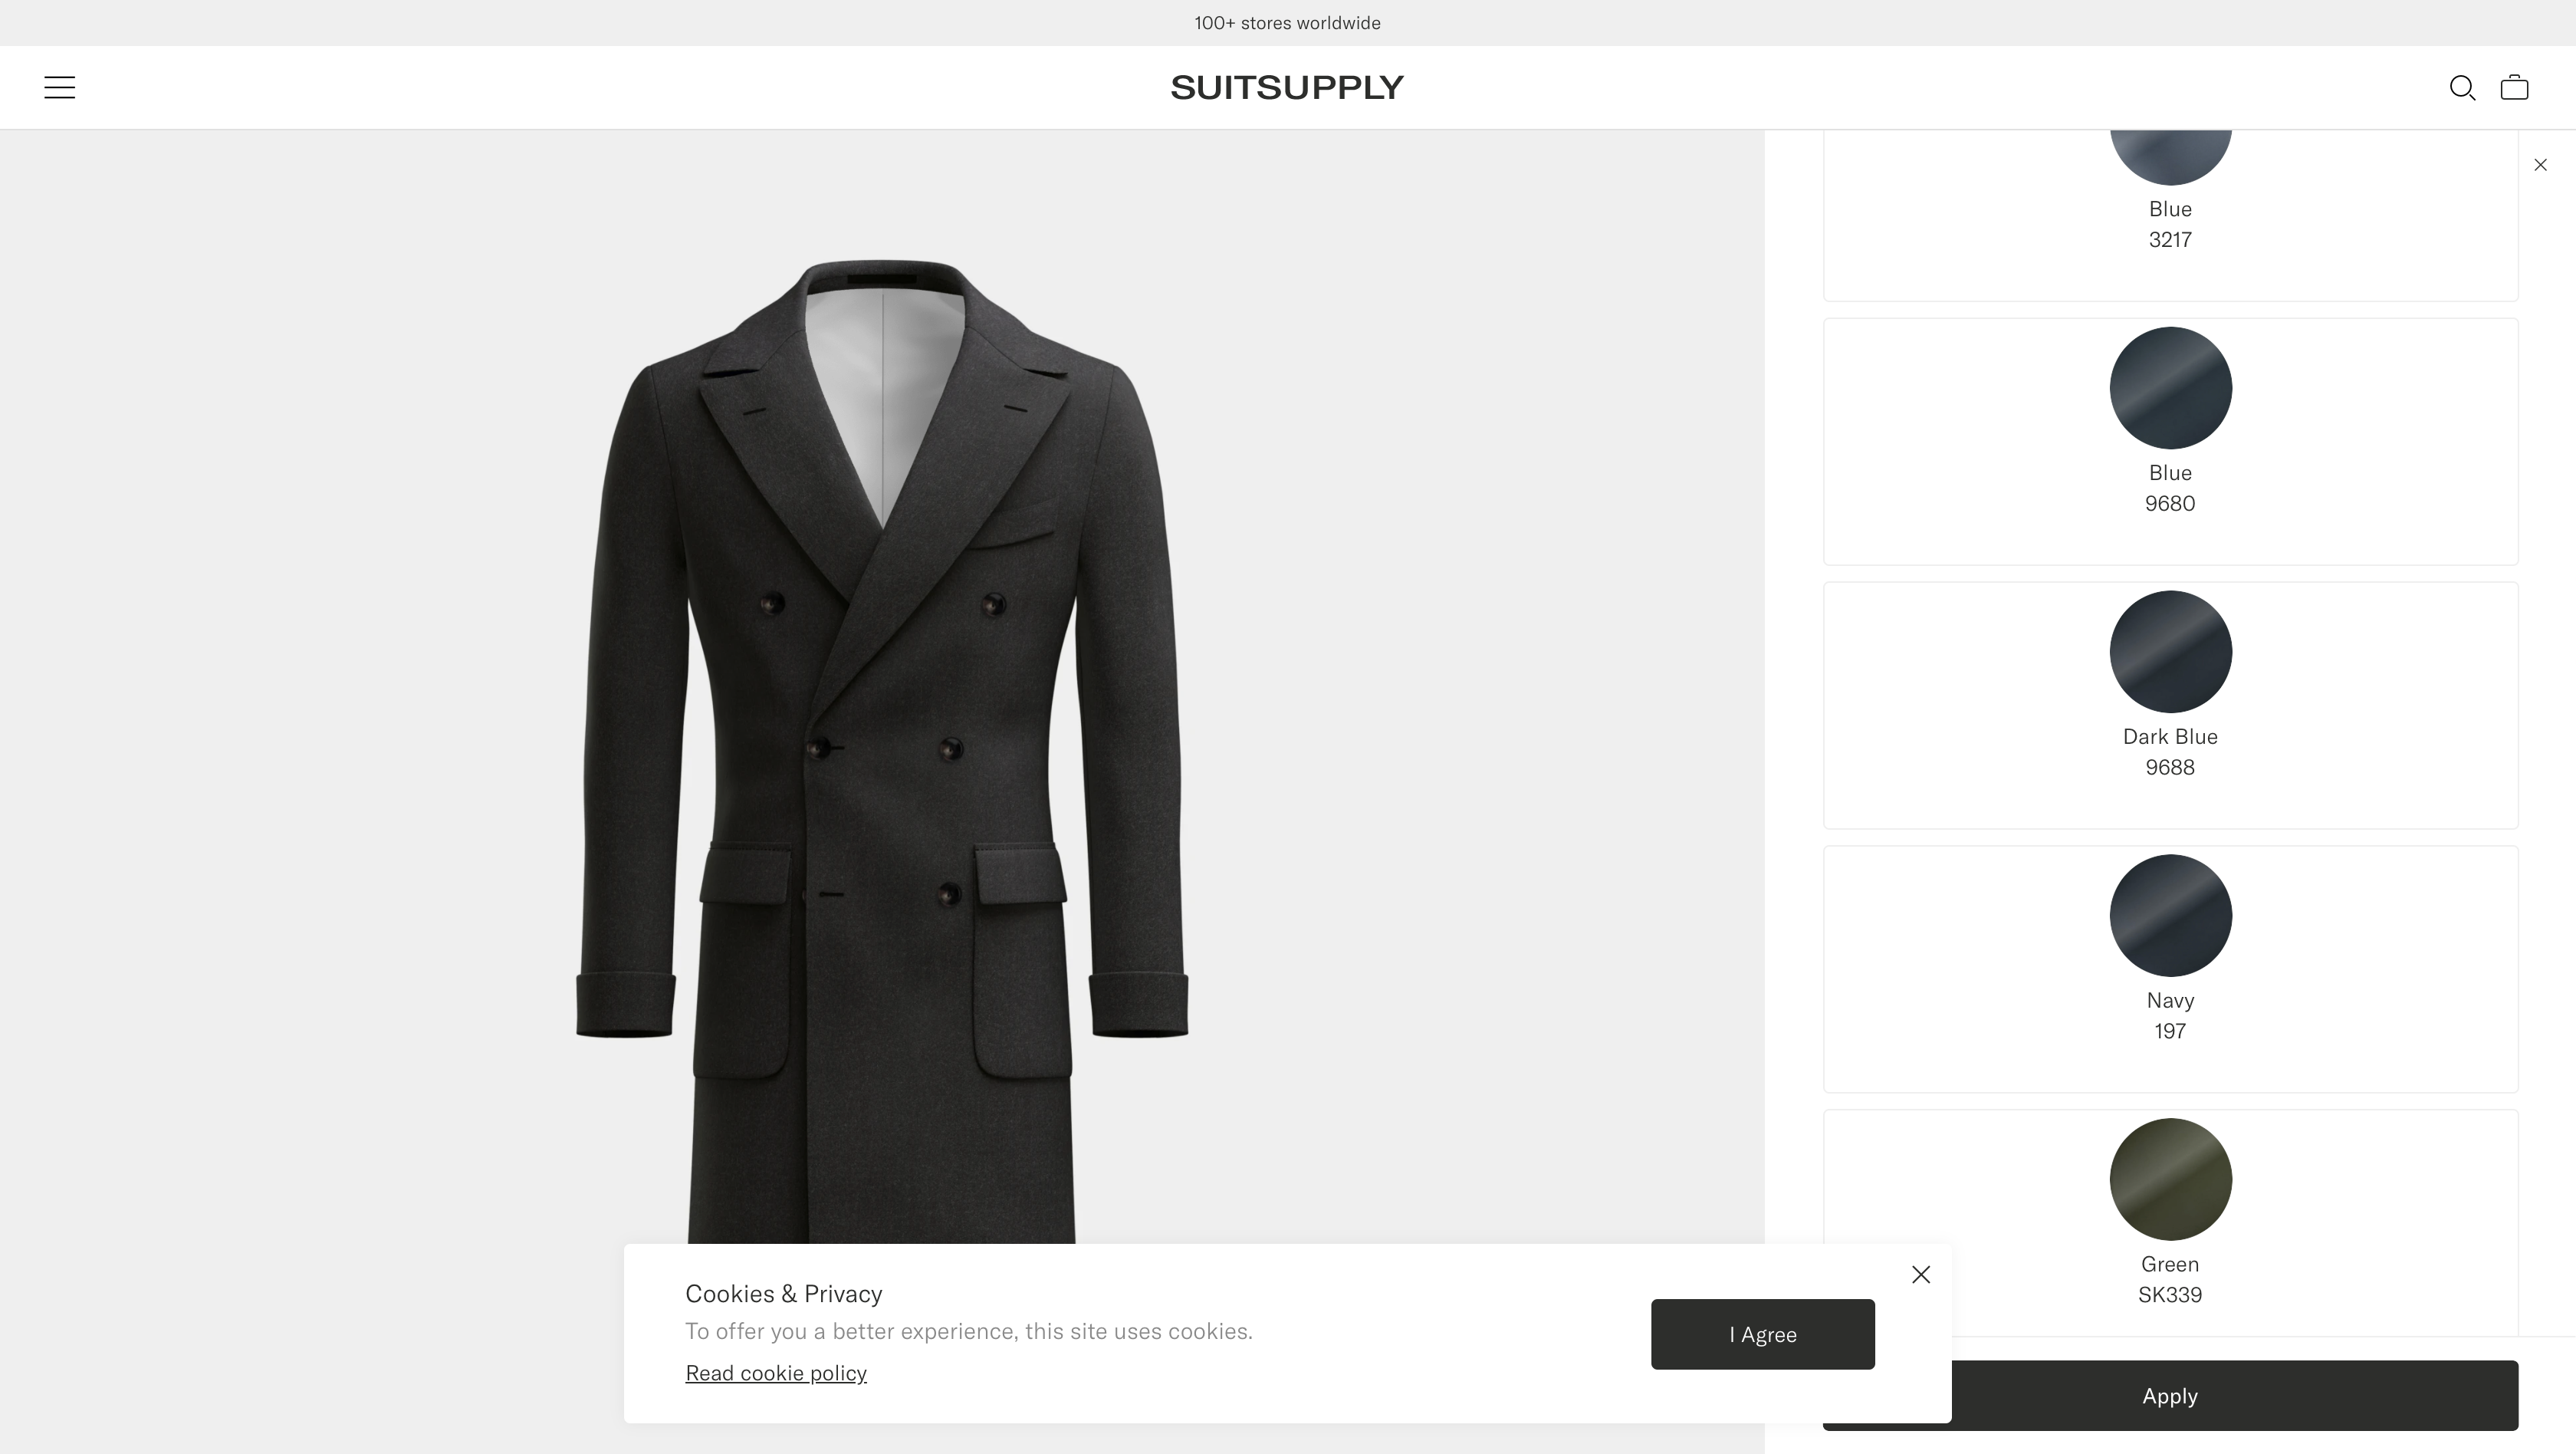 100+ stores worldwide
SUITSUPPLY
Blue
3217
Blue
9680
Dark Blue
9688
Navy
197
Green
SK339
Cookies & Privacy
To offer you a better experience, this site uses cookies.
Read cookie policy
I Agree
Apply